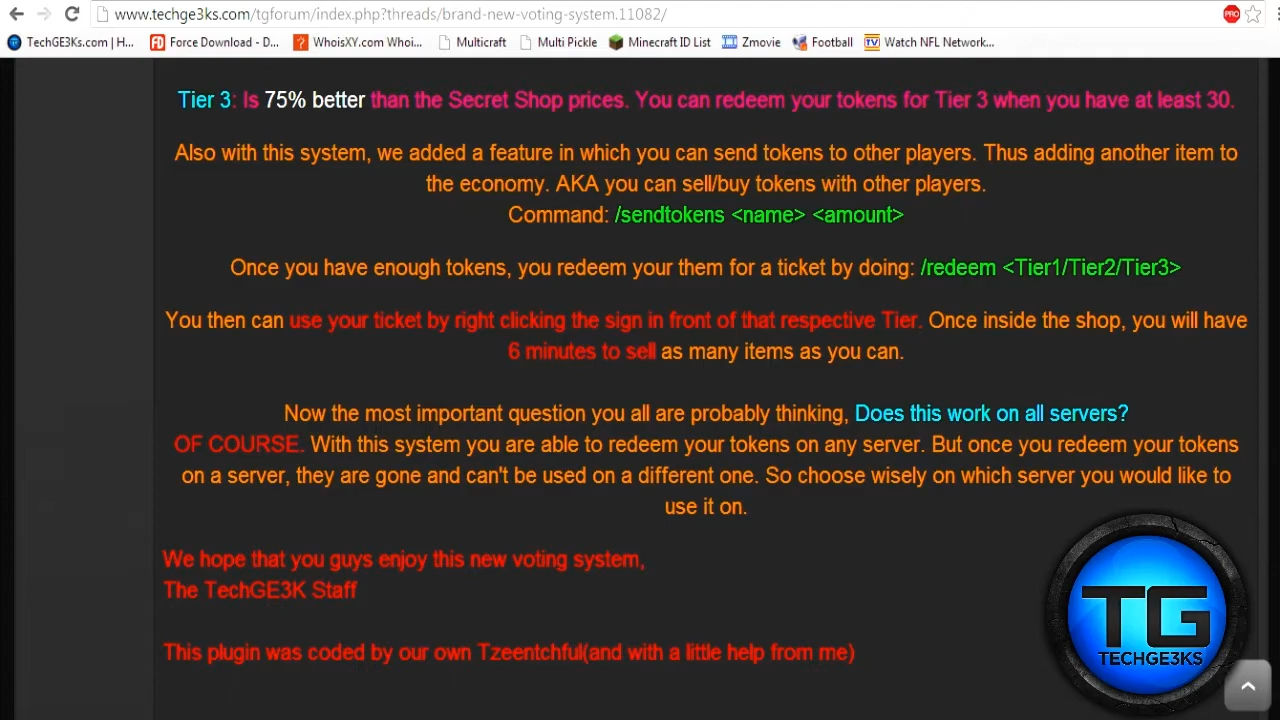 www.techge3ks.com/tgforum/index.php?threads/brand-new-voting-system.11082/
PRO
TechGE3Ks.com | H... Force Download - D... WhoisXY.com Whoi... Multicraft Multi Pickle Minecraft ID List Zmovie Football Watch NFL Network...
Tier 3: Is 75% better than the Secret Shop prices. You can redeem your tokens for Tier 3 when you have at least 30.
Also with this system, we added a feature in which you can send tokens to other players. Thus adding another item to
the economy. AKA you can sell/buy tokens with other players.
Command: /sendtokens <name> <amount>
Once you have enough tokens, you redeem your them for a ticket by doing: /redeem <Tier1/Tier2/Tier3>
You then can use your ticket by right clicking the sign in front of that respective Tier. Once inside the shop, you will have
6 minutes to sell as many items as you can.
Now the most important question you all are probably thinking, Does this work on all servers?
OF COURSE. With this system you are able to redeem your tokens on any server. But once you redeem your tokens
on a server, they are gone and can't be used on a different one. So choose wisely on which server you would like to
use it on.
We hope that you guys enjoy this new voting system,
The TechGE3K Staff
This plugin was coded by our own Tzeentchful(and with a little help from me)
TG
TECHGE3KS